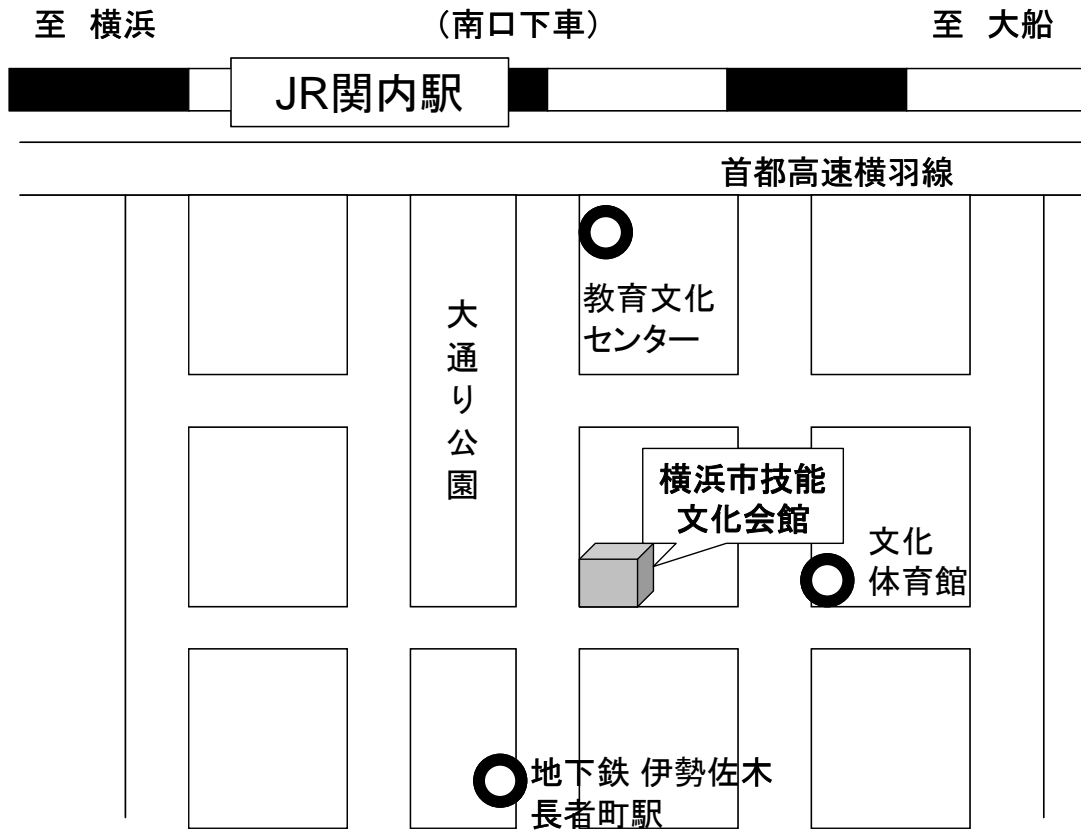 至 横浜
（南口下車）
至 大船
JR関内駅
首都高速横羽線
教育文化
センター
大通り公園
横浜市技能
文化会館
文化
体育館
地下鉄 伊勢佐木
長者町駅